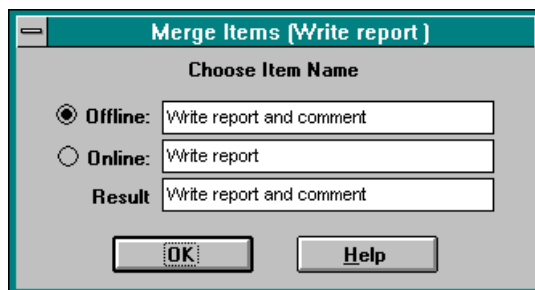 Merge Items (Write report )
Choose Item Name
Offline: Write report and comment
Online: Write report
Result Write report and comment
OK Help